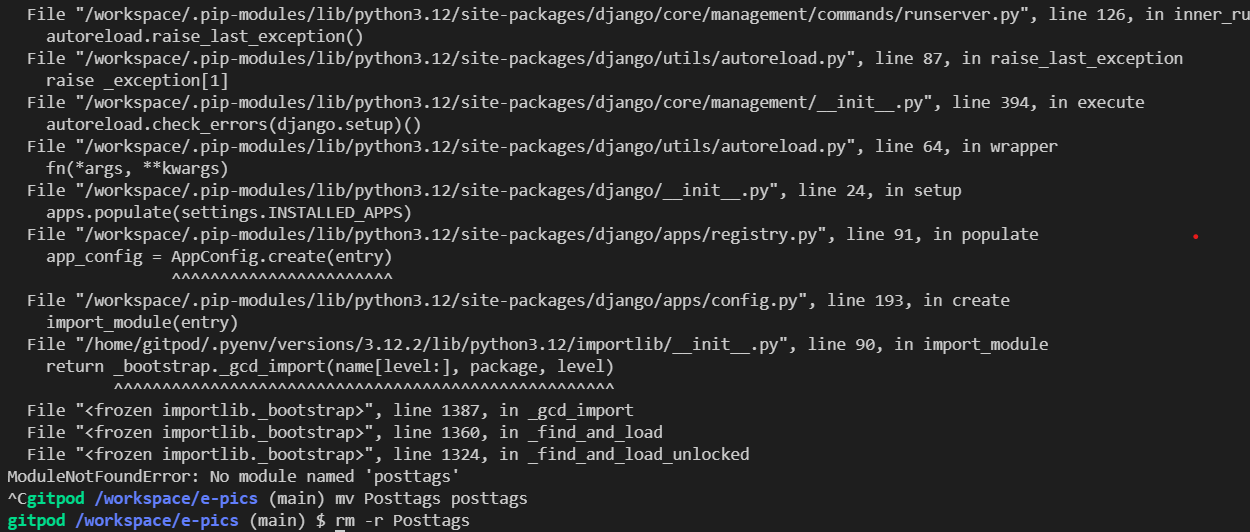 File "/workspace/.pip-modules/lib/python3.12/site-packages/django/core/management/commands/runserver.py", line 126, in inner_ru
autoreload.raise_last_exception()
File "/workspace/.pip-modules/lib/python3.12/site-packages/django/utils/autoreload.py", line 87, in raise_last_exception
raise _exception[1]
File "/workspace/.pip-modules/lib/python3.12/site-packages/django/core/management/__init__.py", line 394, in execute
autoreload.check_errors(django.setup)()
File "/workspace/.pip-modules/lib/python3.12/site-packages/django/utils/autoreload.py", line 64, in wrapper
fn(*args, **kwargs)
File "/workspace/.pip-modules/lib/python3.12/site-packages/django/__init__.py", line 24, in setup
apps.populate(settings.INSTALLED_APPS)
File "/workspace/.pip-modules/lib/python3.12/site-packages/django/apps/registry.py", line 91, in populate
app_config = AppConfig.create(entry)
^^^^^^^^^^^^^^^^^^^^^^^
File "/workspace/.pip-modules/lib/python3.12/site-packages/django/apps/config.py", line 193, in create
import_module(entry)
File "/home/gitpod/.pyenv/versions/3.12.2/lib/python3.12/importlib/__init__.py", line 90, in import_module
return _bootstrap._gcd_import(name[level:], package, level)
^^^^^^^^^^^^^^^^^^^^^^^^^^^^^^^^^^^^^^^^^^^^^^^^^^^^
File "<frozen importlib._bootstrap>", line 1387, in _gcd_import
File "<frozen importlib._bootstrap>", line 1360, in _find_and_load
File "<frozen importlib._bootstrap>", line 1324, in _find_and_load_unlocked
ModuleNotFoundError: No module named 'posttags'
^Cgitpod /workspace/e-pics (main) mv Posttags posttags
gitpod /workspace/e-pics (main) $ rm -r Posttags